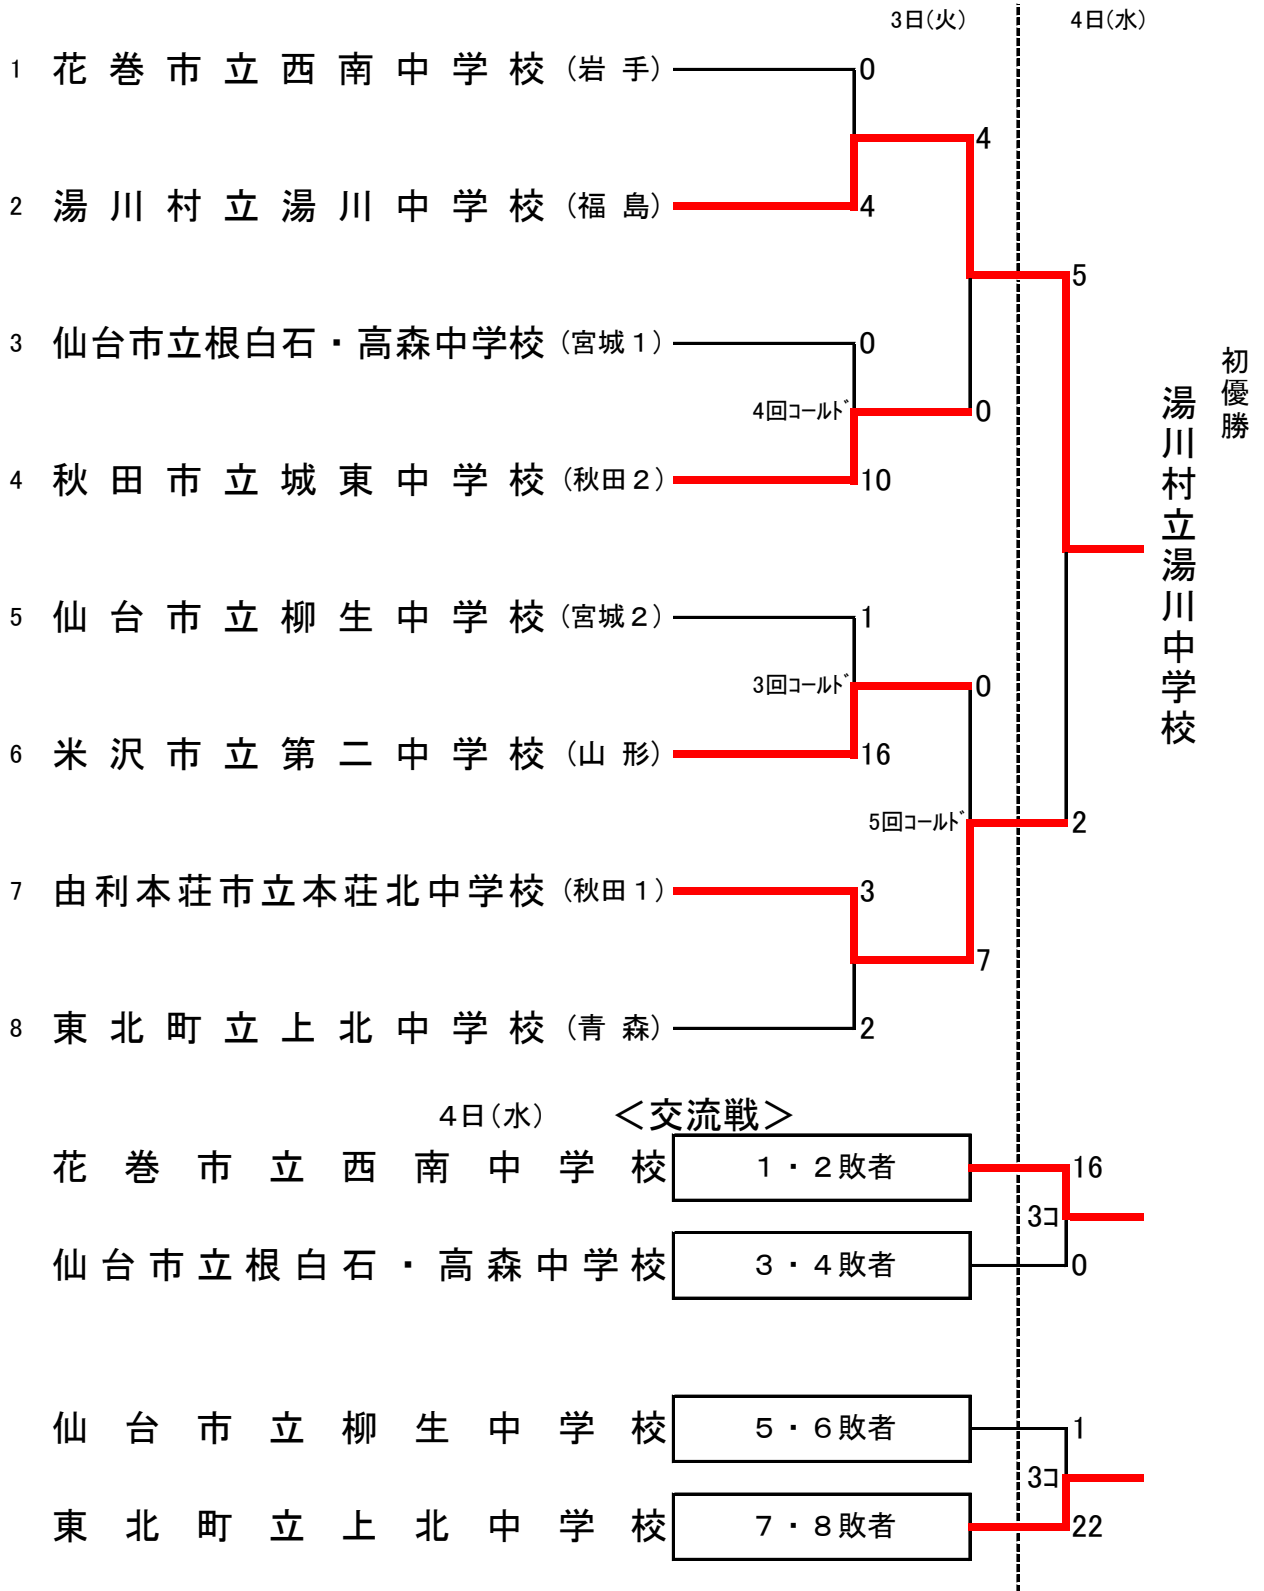 3日(火) 4日(水)
1 花巻市立西南中学校 (岩手) 0
4
2 湯川村立湯川中学校 (福島) 4
5
3 仙台市立根白石・高森中学校 (宮城1) 0
4回ｺｰﾙﾄﾞ 0
4 秋田市立城東中学校 (秋田2) 10
初優勝
湯川村立湯川中学校
5 仙台市立柳生中学校 (宮城2) 1
3回ｺｰﾙﾄﾞ 0
6 米沢市立第二中学校 (山形) 16
5回ｺｰﾙﾄﾞ 2
7 由利本荘市立本荘北中学校 (秋田1) 3
7
8 東北町立上北中学校 (青森) 2
4日(水) ＜交流戦＞
花巻市立西南中学校 1・2敗者 16
3コ
仙台市立根白石・高森中学校 3・4敗者 0
仙台市立柳生中学校 5・6敗者 1
3コ
東北町立上北中学校 7・8敗者 22